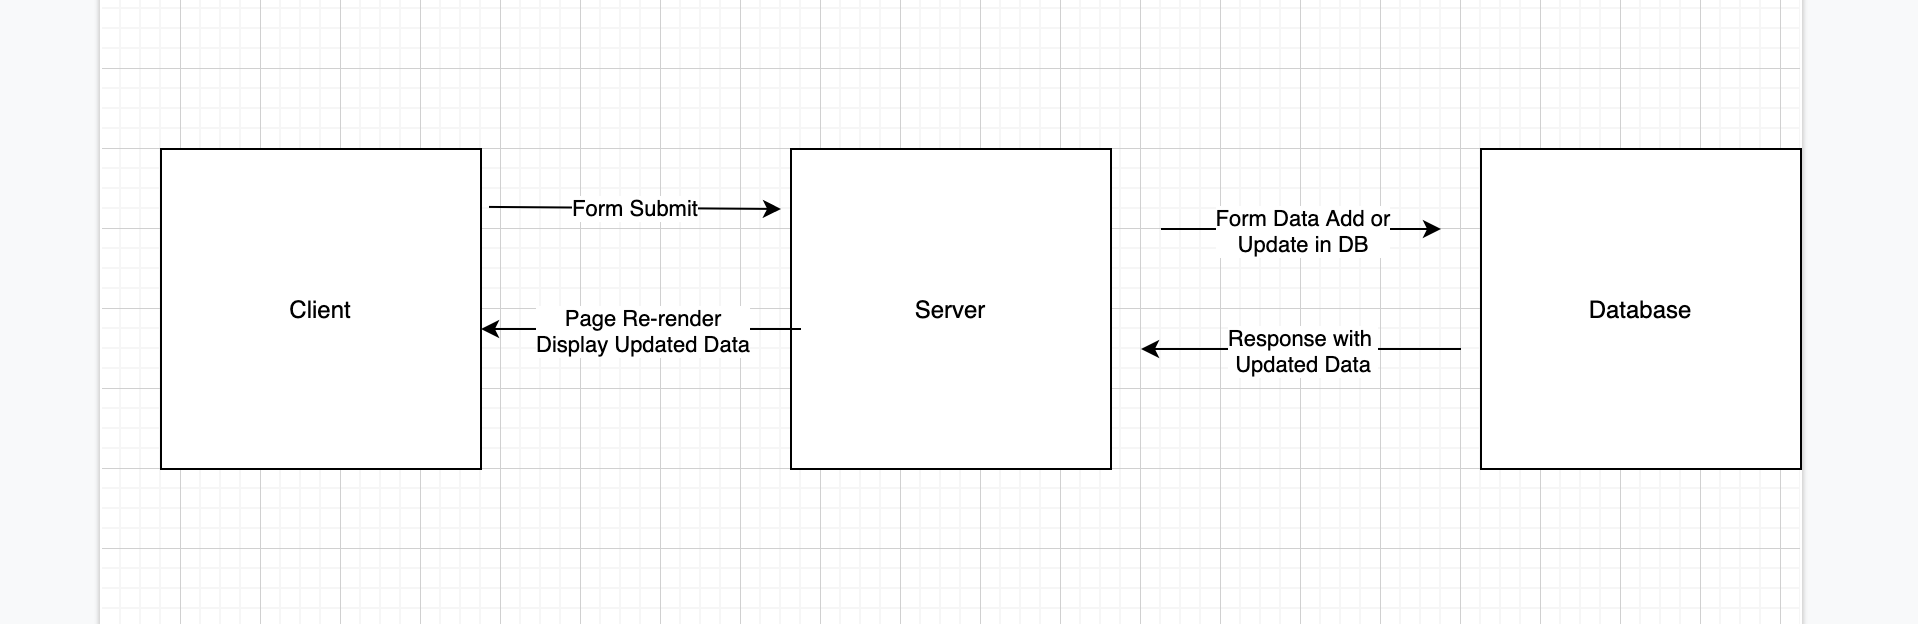 Client
Form Submit
Page Re-render
Display Updated Data
Server
Form Data Add or
Update in DB
Response with
Updated Data
Database